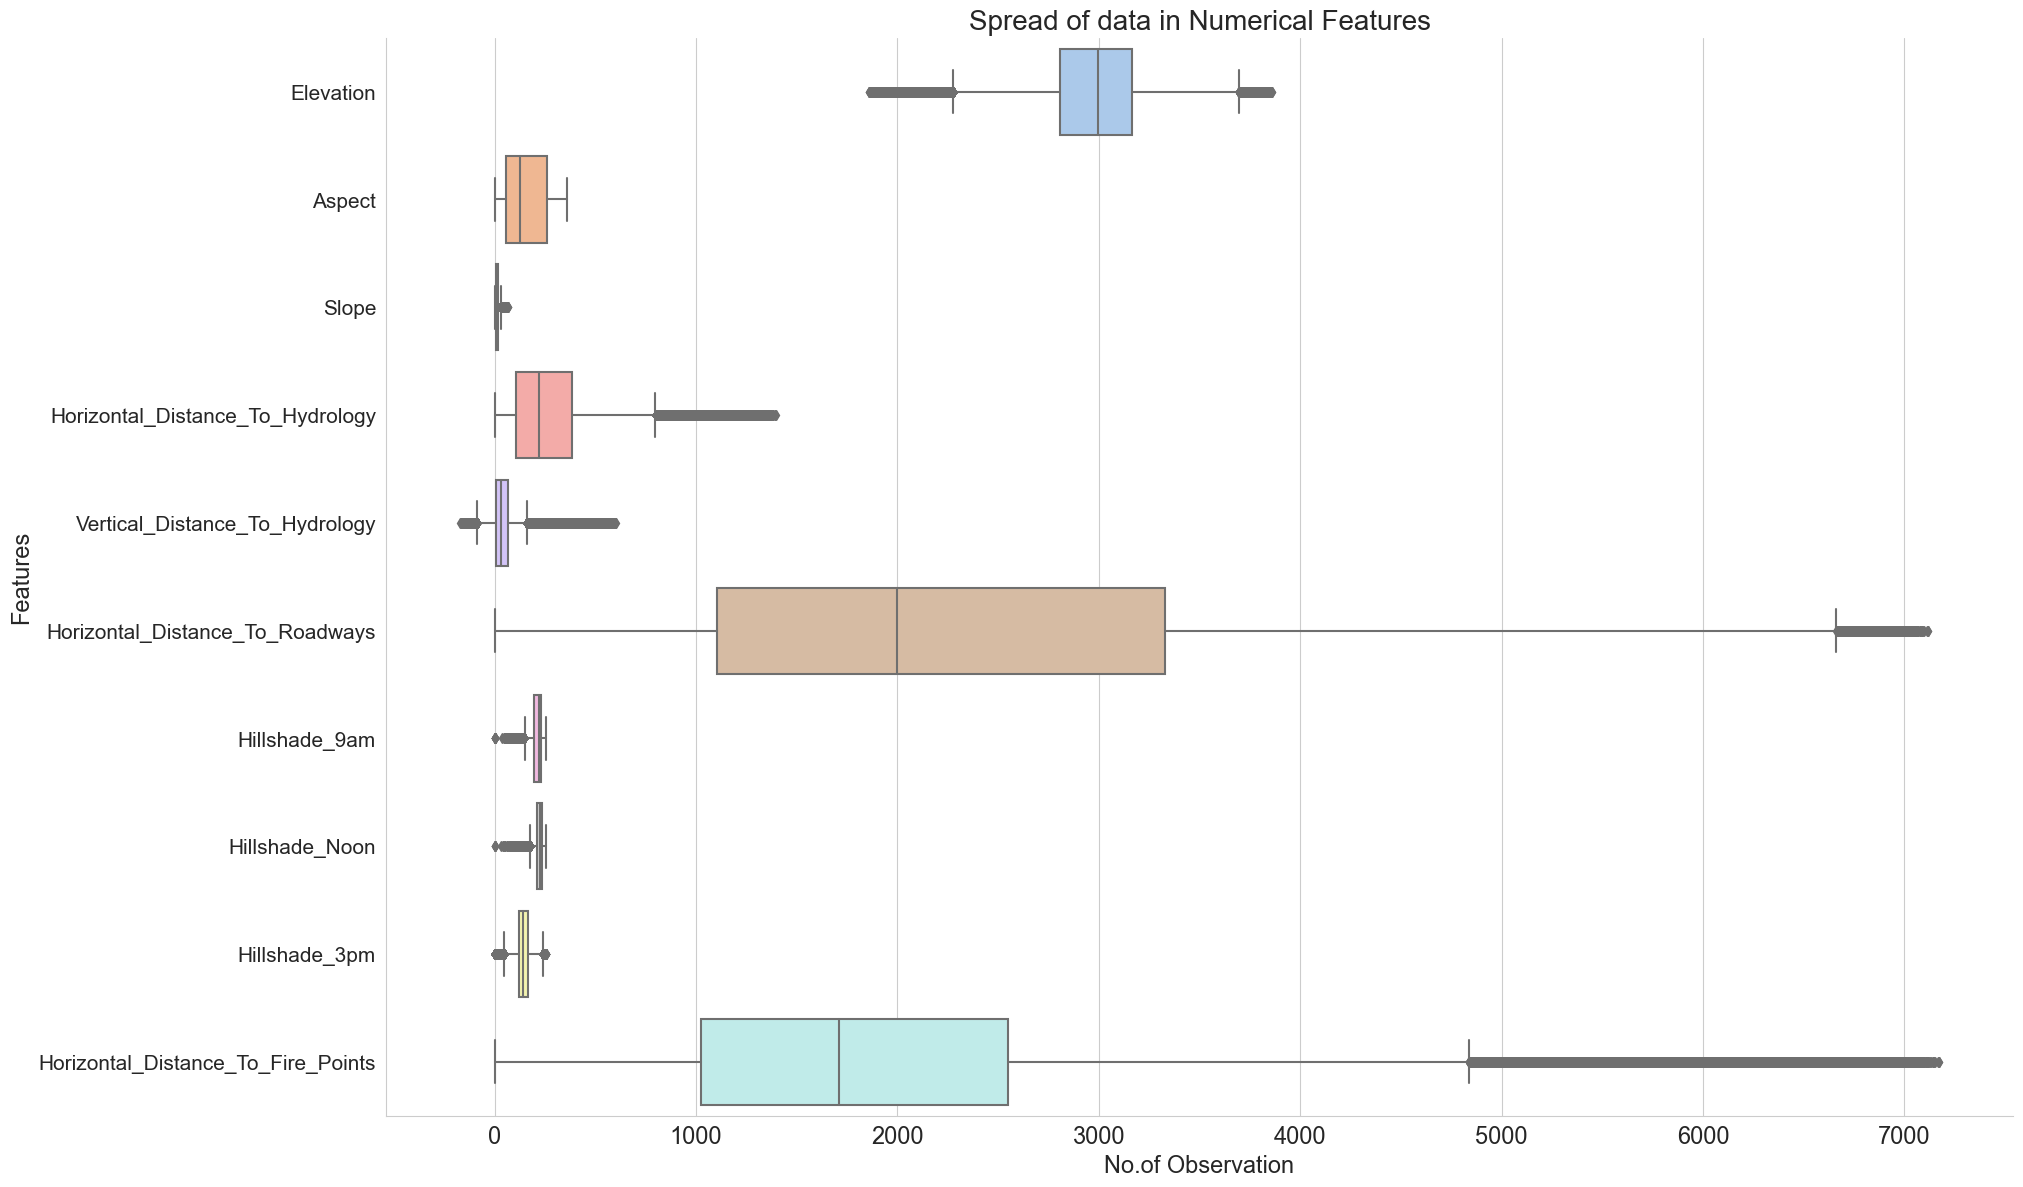 Spread of data in Numerical Features
Elevation
Aspect
Slope
Horizontal_Distance_To_Hydrology
Vertical_Distance_To_Hydrology
Horizontal_Distance_To_Roadways
Hillshade_9am
Hillshade_Noon
Hillshade_3pm
Horizontal_Distance_To_Fire_Points
Features
0 1000 2000 3000 4000 5000 6000 7000
No.of Observation